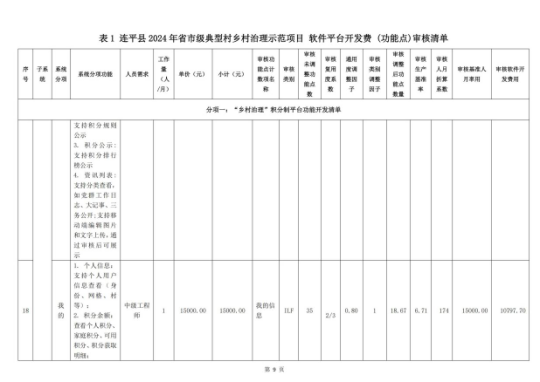 表1 连平县2024年省市级典型村乡村治理示范项目 软件平台开发费 (功能点)审核清单
序号 子系统 系统分项 系统分项功能 人员要求 工作量(人/月) 单价(元) 小计(元) 审核功能点计数项名称 审核类别 审核未调整功能点数 审核复用度系数 通用度调整因子 审核类别调整因子 审核调整后功能点数量 审核生产基准率 审核人月折算系数 审核基准人月率用 审核软件开发费用
分项一:“乡村治理”积分制平台功能开发清单
支持积分规则
公示
3. 积分公示:
支持积分排行
榜公示
4. 资讯列表:
支持分类查看,
如党群工作日
志、大记事、三
务公开;支持移
动端编辑图片
和文字上传,通
过审核后可展
示
1. 个人信息:
支持个人用户
信息查看(身
份、网格、村
等);
2. 积分金额:
查看个人积分、
家庭积分、可用
积分、积分获取
明细;
18 我的 中级工程师 1 15000.00 15000.00 我的信息 ILF 35 2/3 0.80 1 18.67 6.71 174 15000.00 10797.70
第 9 页